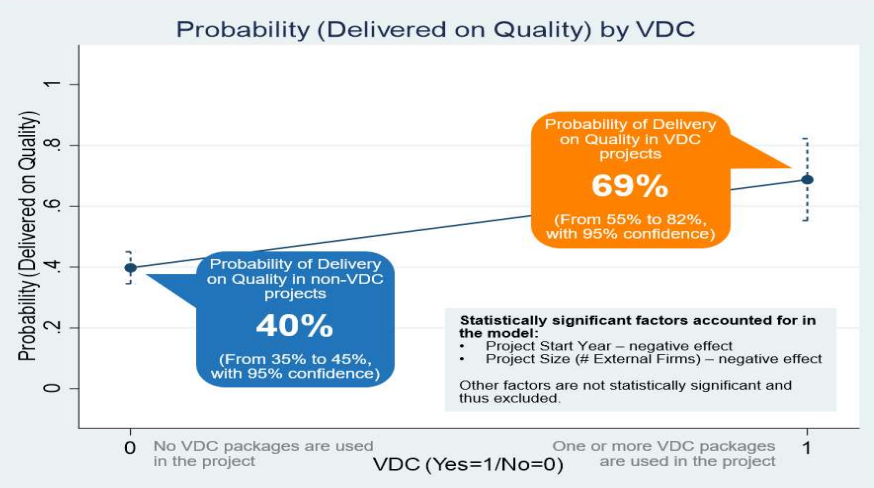 Probability (Delivered on Quality) by VDC
Probability (Delivered on Quality)
1
.8
.6
.4
.2
0
Probability of Delivery
on Quality in VDC
projects
69%
(From 55% to 82%,
with 95% confidence)
Probability of Delivery
on Quality in non-VDC
projects
40%
(From 35% to 45%,
with 95% confidence)
Statistically significant factors accounted for in
the model:
• Project Start Year – negative effect
• Project Size (# External Firms) – negative effect
Other factors are not statistically significant and
thus excluded.
0
No VDC packages are used
in the project
One or more VDC packages
are used in the project
1
VDC (Yes=1/No=0)